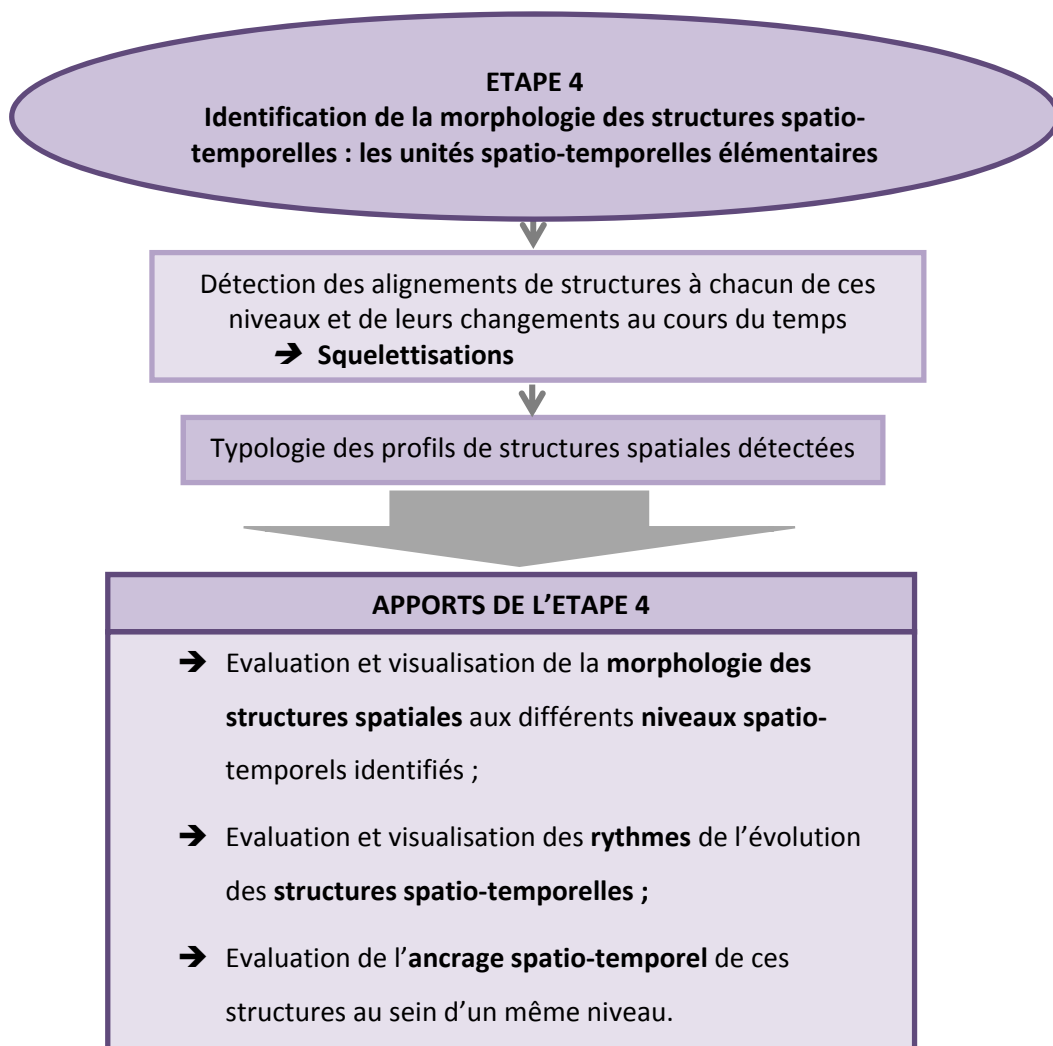 ETAPE 4
Identification de la morphologie des structures spatio-
temporelles : les unités spatio-temporelles élémentaires
Détection des alignements de structures à chacun de ces
niveaux et de leurs changements au cours du temps
➔ Squelettisations
Typologie des profils de structures spatiales détectées
APPORTS DE L’ETAPE 4
➔ Evaluation et visualisation de la morphologie des
structures spatiales aux différents niveaux spatio-
temporels identifiés ;
➔ Evaluation et visualisation des rythmes de l’évolution
des structures spatio-temporelles ;
➔ Evaluation de l’ancrage spatio-temporel de ces
structures au sein d’un même niveau.